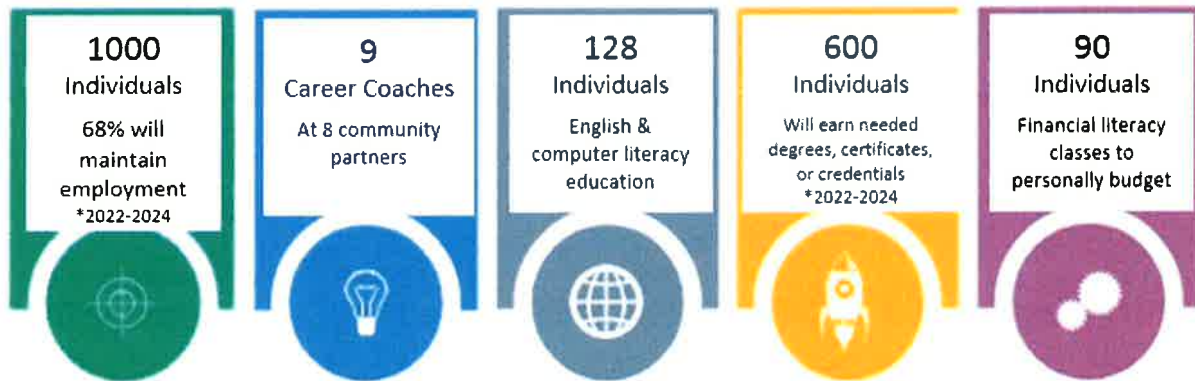 1000
Individuals
68% will
maintain
employment
*2022-2024
9
Career Coaches
At 8 community
partners
128
Individuals
English &
computer literacy
education
600
Individuals
Will earn needed
degrees, certificates,
or credentials
*2022-2024
90
Individuals
Financial literacy
classes to
personally budget